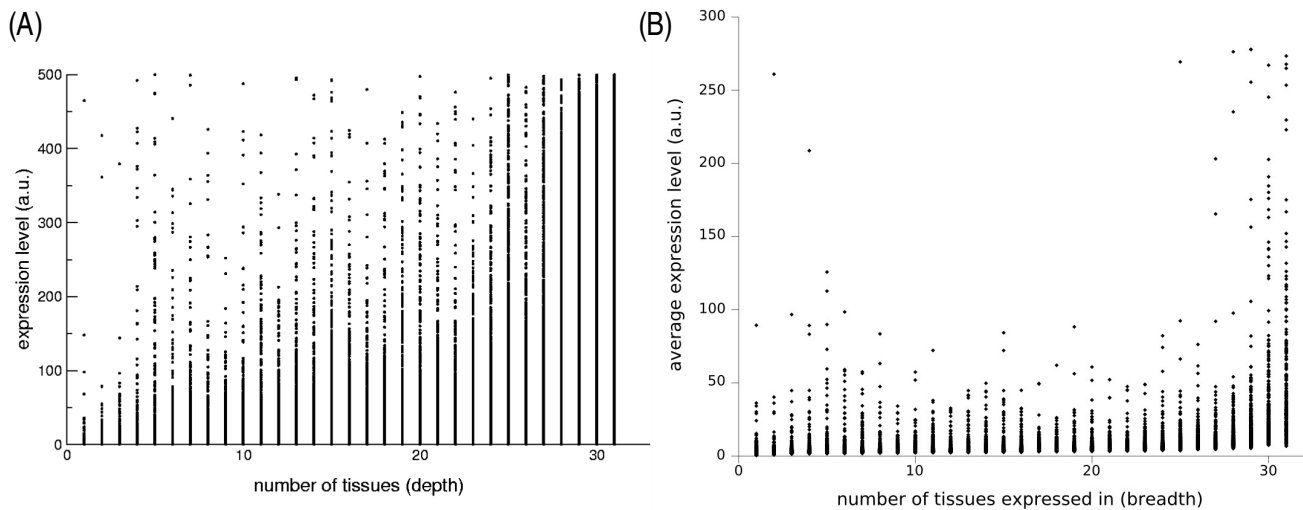 (A)
500
400
300
200
100
0
expression level (a.u.)
0 10 20 30
number of tissues (depth)
(B)
300
250
200
150
100
50
0
average expression level (a.u.)
0 10 20 30
number of tissues expressed in (breadth)